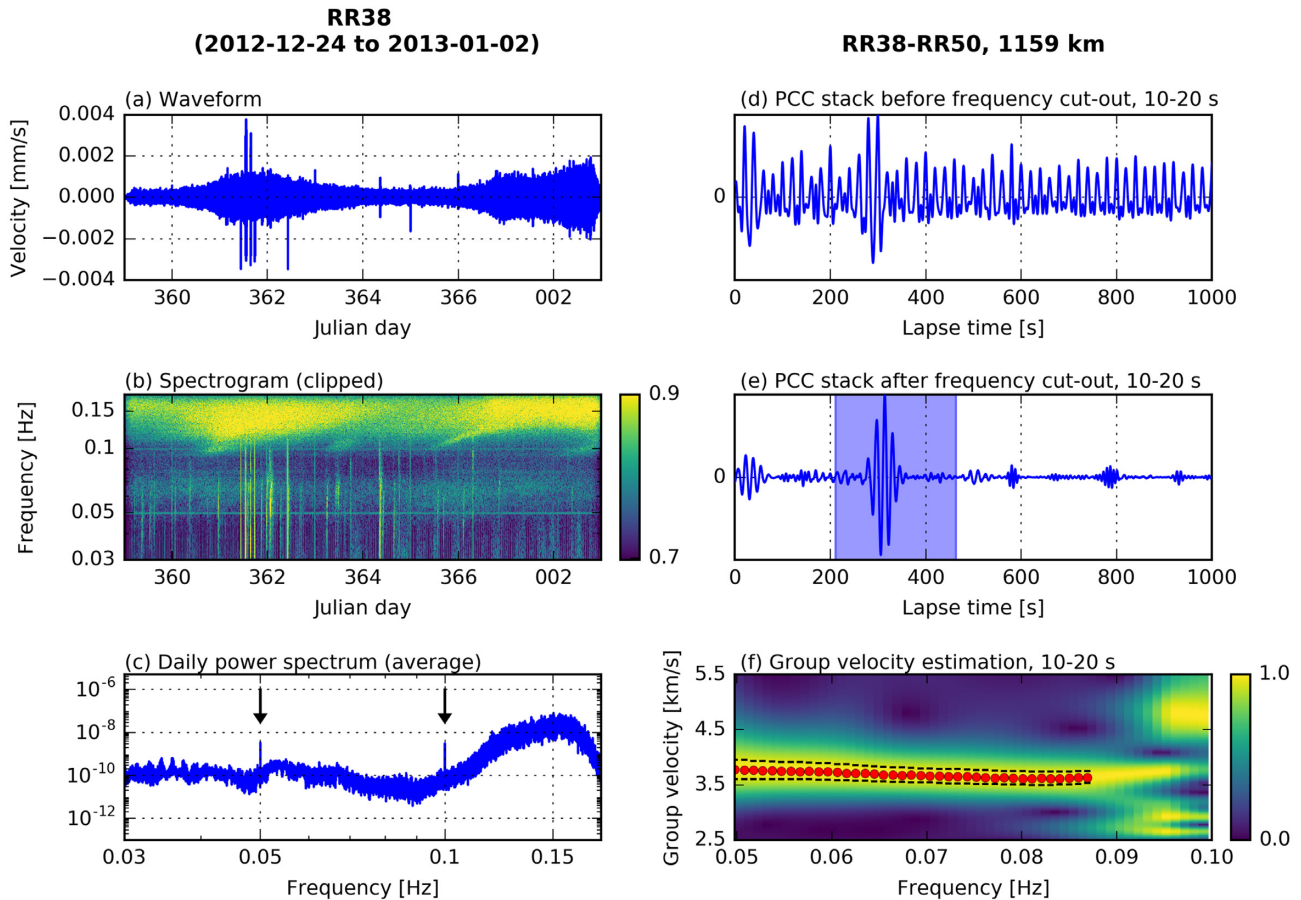 RR38
(2012-12-24 to 2013-01-02)
(a) Waveform
Velocity [mm/s]
0.004
0.002
0.000
−0.002
−0.004
360 362 364 366 002
Julian day
(b) Spectrogram (clipped)
Frequency [Hz]
0.15
0.1
0.05
0.03
0.9
0.7
360 362 364 366 002
Julian day
(c) Daily power spectrum (average)
10⁻⁶
10⁻⁸
10⁻¹⁰
10⁻¹²
0.03 0.05 0.1 0.15
Frequency [Hz]
RR38-RR50, 1159 km
(d) PCC stack before frequency cut-out, 10-20 s
0
0 200 400 600 800 1000
Lapse time [s]
(e) PCC stack after frequency cut-out, 10-20 s
0
0 200 400 600 800 1000
Lapse time [s]
(f) Group velocity estimation, 10-20 s
Group velocity [km/s]
5.5
4.5
3.5
2.5
1.0
0.0
0.05 0.06 0.07 0.08 0.09 0.10
Frequency [Hz]